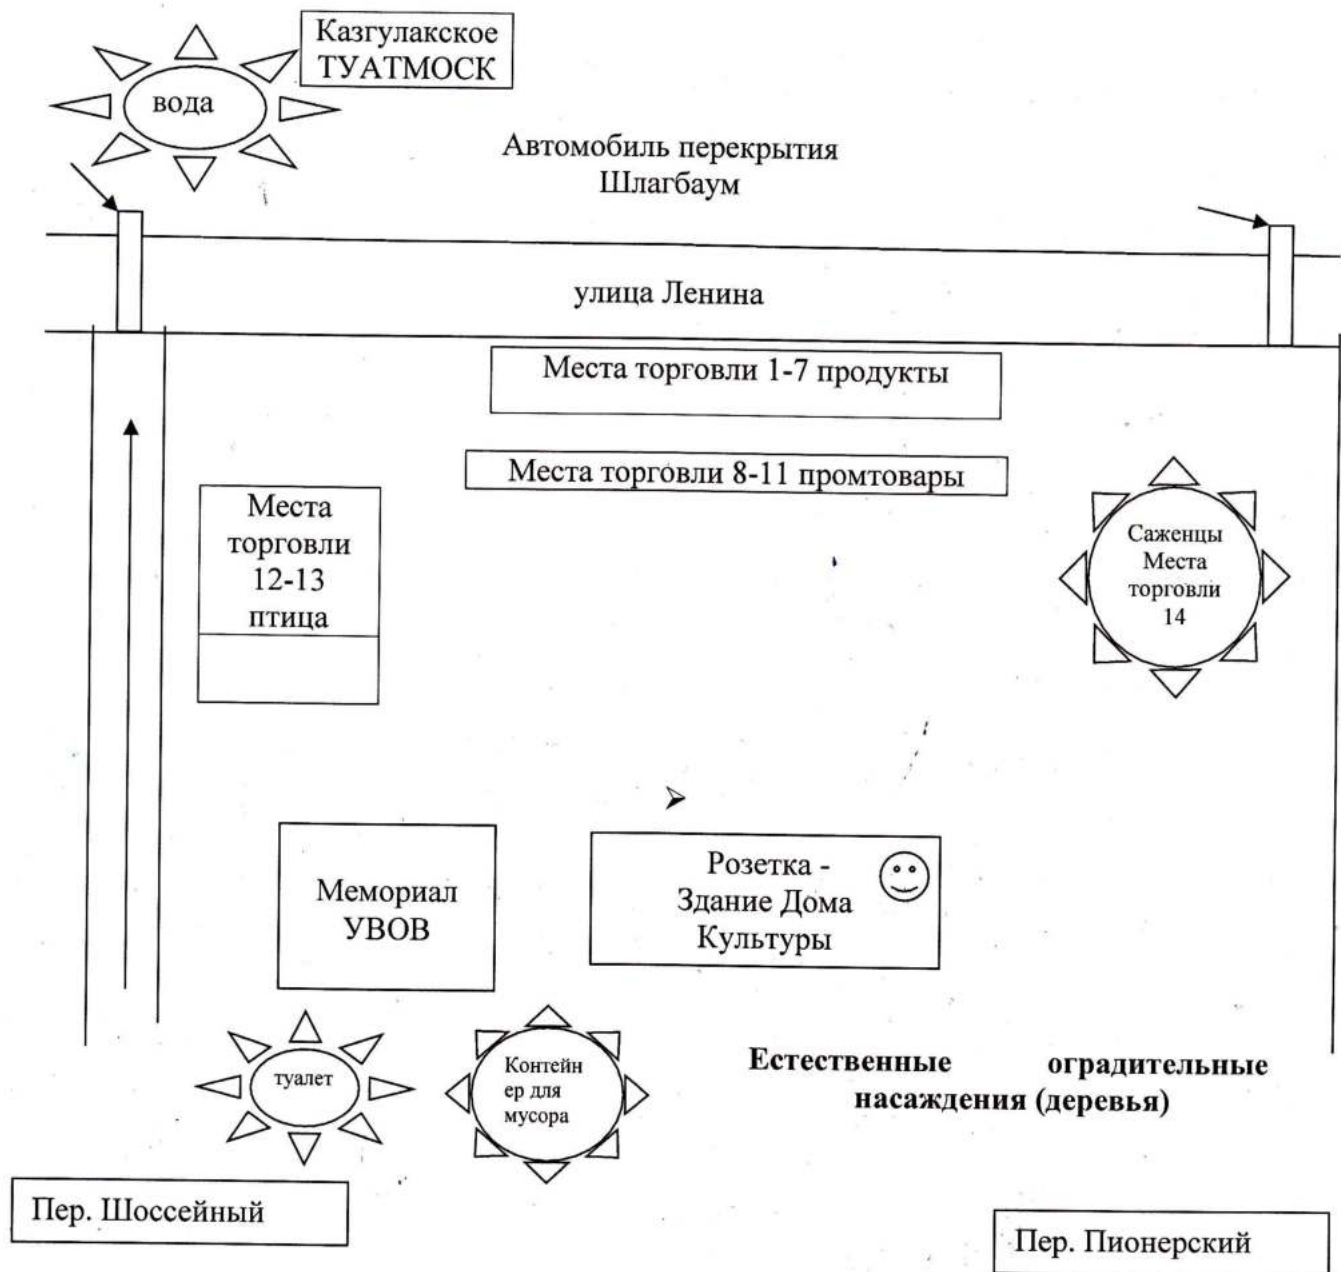 Казгулакское
ТУАТМОСК
вода
Автомобиль перекрытия
Шлагбаум
улица Ленина
Места торговли 1-7 продукты
Места торговли 8-11 промтовары
Места
торговли
12-13
птица
Саженцы
Места
торговли
14
Мемориал
УВОВ
Розетка -
Здание Дома
Культуры
туалет
Контейн
ер для
мусора
Естественные оградительные
насаждения (деревья)
Пер. Шоссейный
Пер. Пионерский